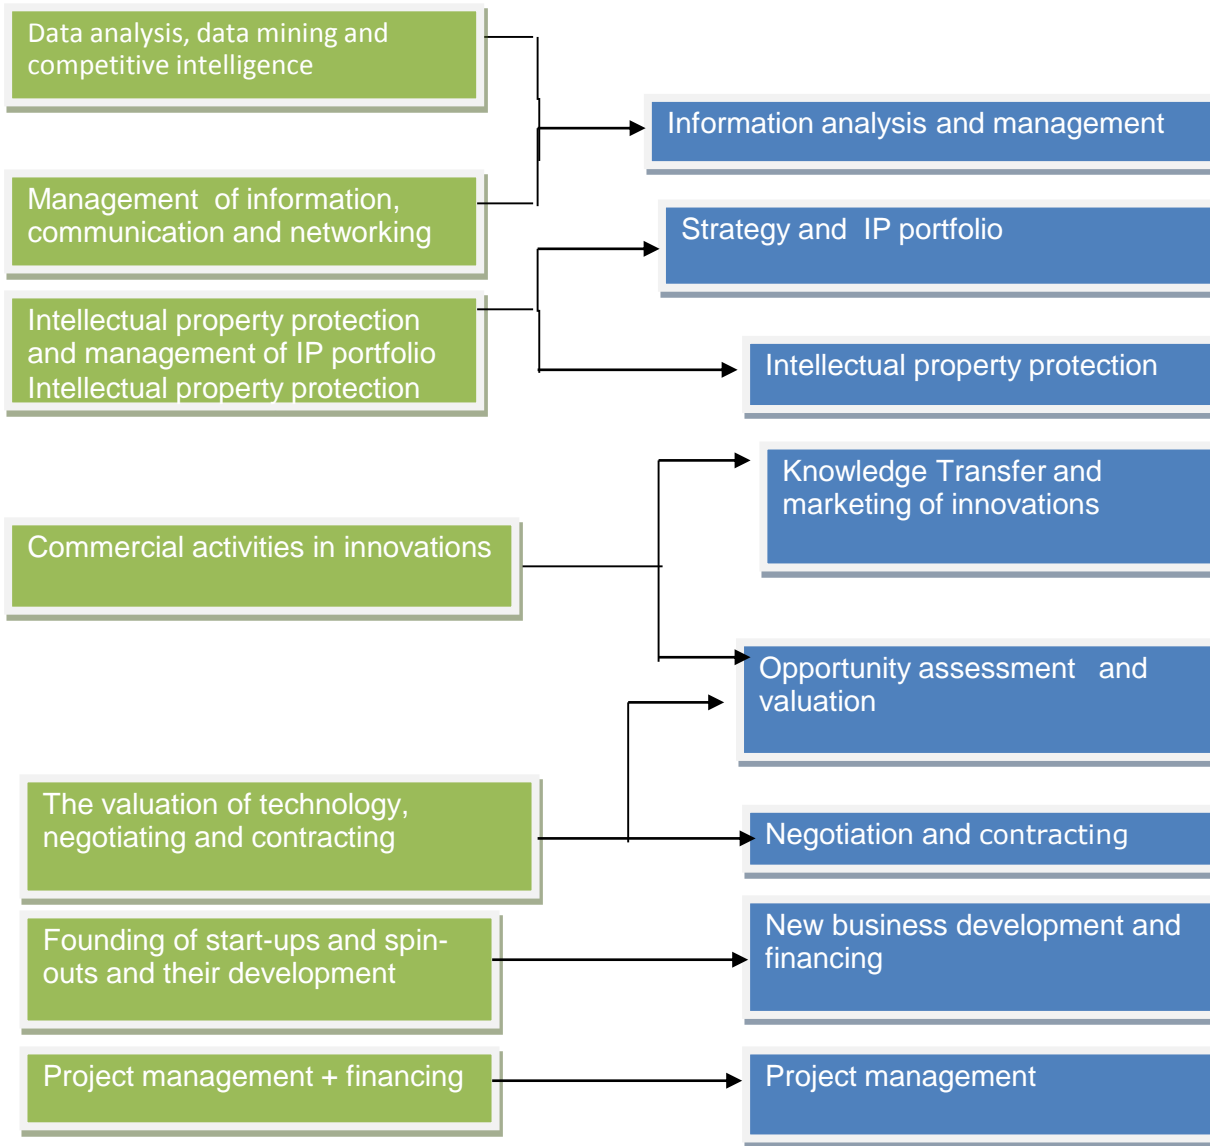 Data analysis, data mining and
competitive intelligence
Information analysis and management
Management  of information,
communication and networking
Strategy and  IP portfolio
Intellectual property protection
and management of IP portfolio
Intellectual property protection
Intellectual property protection
Knowledge Transfer and
marketing of innovations
Commercial activities in innovations
Opportunity assessment   and
valuation
The valuation of technology,
negotiating and contracting
Negotiation and contracting
Founding of start-ups and spin-
outs and their development
New business development and
financing
Project management + financing
Project management